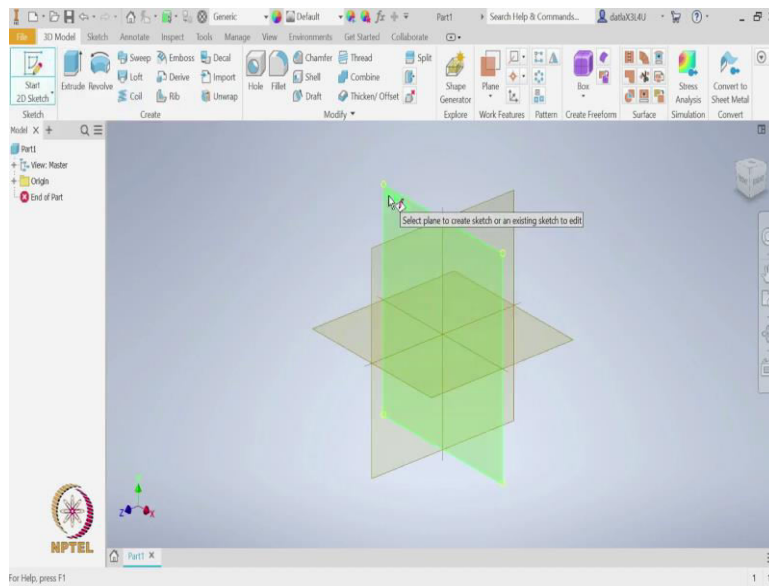 Generic Default Part1 Search Help & Commands... datlaX3L4U
File 3D Model Sketch Annotate Inspect Tools Manage View Environments Get Started Collaborate
Start
2D Sketch
Extrude Revolve
Sweep Emboss Decal
Loft Derive Import
Coil Rib Unwrap
Hole Fillet
Chamfer Thread Split
Shell Combine
Draft Thicken/ Offset
Shape
Generator
Plane
Box
Stress
Analysis
Convert to
Sheet Metal
Sketch Create Modify Explore Work Features Pattern Create Freeform Surface Simulation Convert
Model X +
Part1
View: Master
Origin
End of Part
Select plane to create sketch or an existing sketch to edit
Y
Z X
NPTEL
Part1 X
For Help, press F1 1